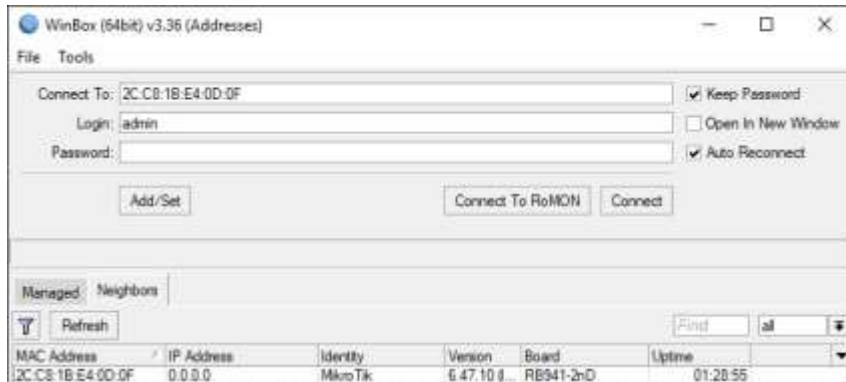 WinBox (64bit) v3.36 (Addresses)
File Tools
Connect To: 2C:C8:1B:E4:0D:0F
Keep Password
Login: admin
Open In New Window
Password:
Auto Reconnect
Add/Set Connect To RoMON Connect
Managed Neighbors
Refresh Find all
MAC Address IP Address Identity Version Board Uptime
2C:C8:1B:E4:0D:0F 0.0.0.0 MikroTik 6.47.10 (l... RB941-2nD 01:28:55